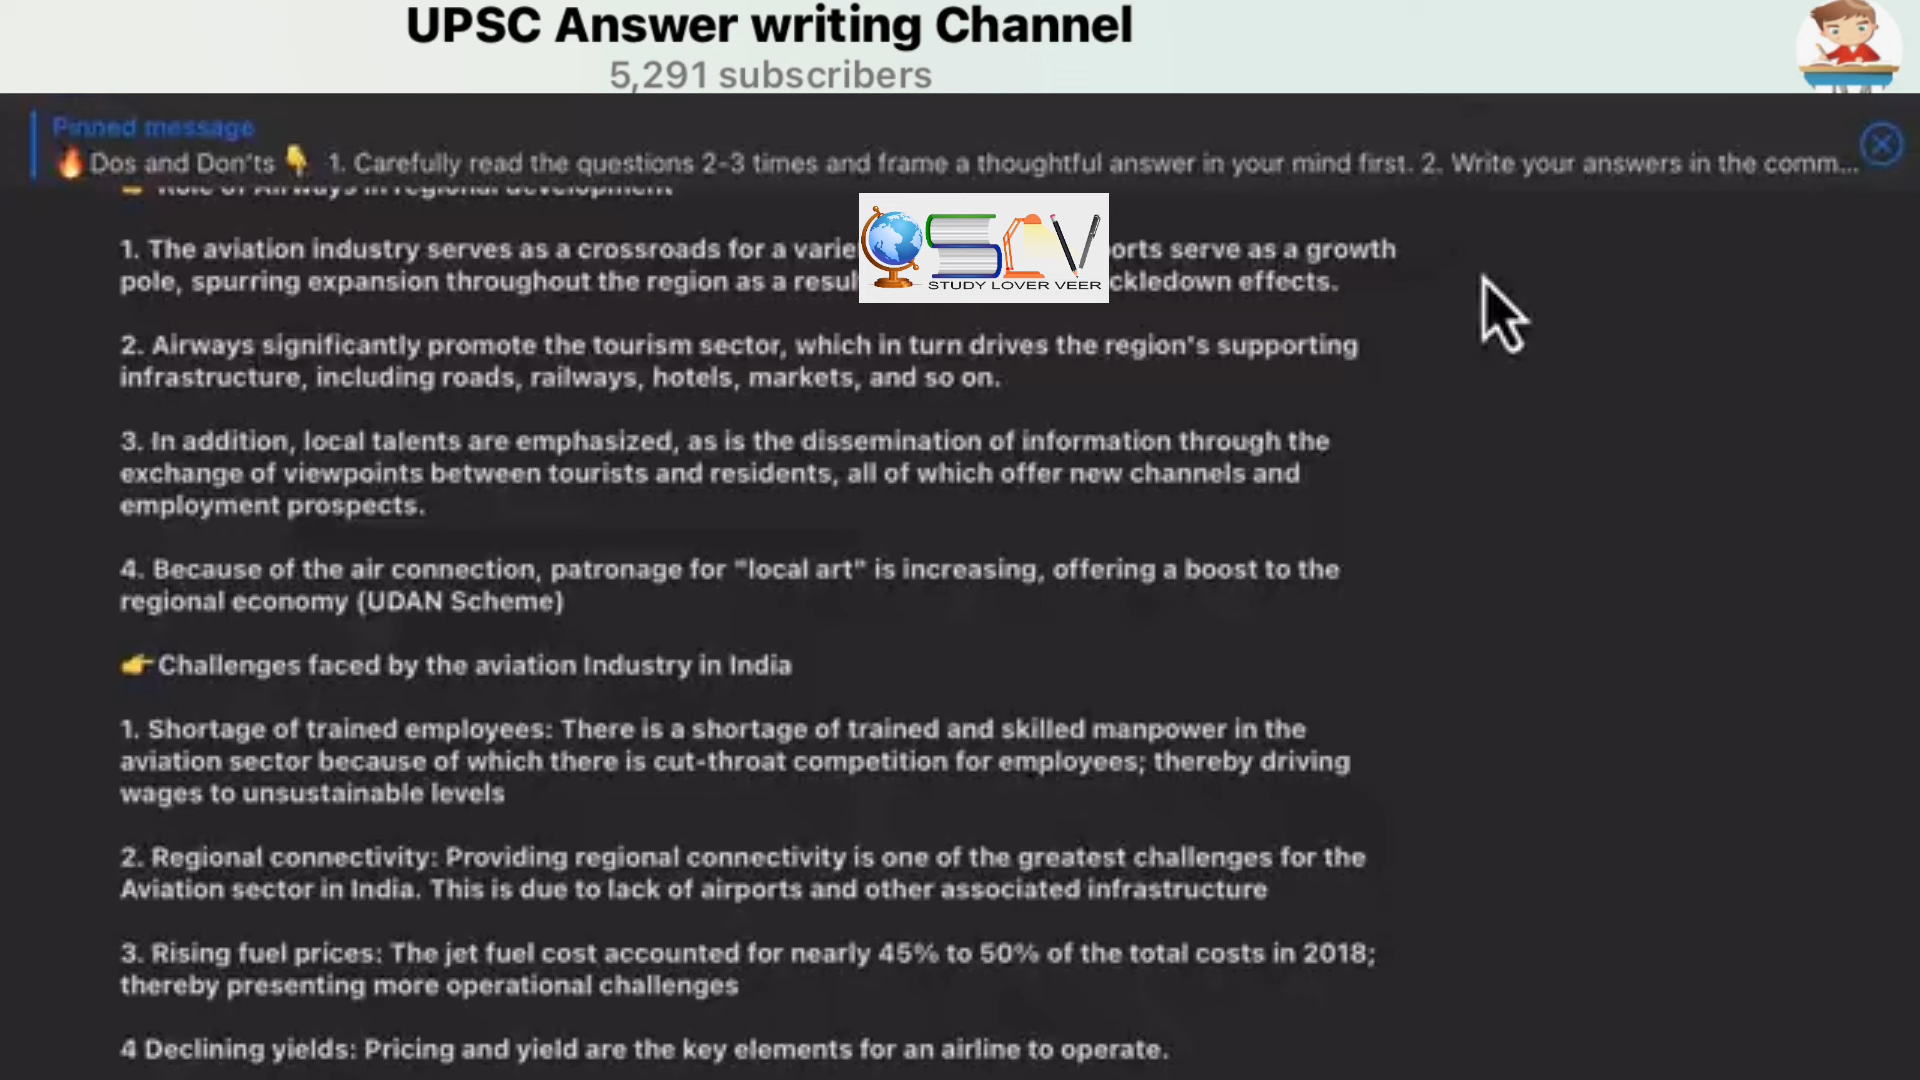 UPSC Answer writing Channel
5,291 subscribers
Pinned message
🔥 Dos and Don'ts 👇 1. Carefully read the questions 2-3 times and frame a thoughtful answer in your mind first. 2. Write your answers in the comm...
Role of Airways in regional development
1. The aviation industry serves as a crossroads for a varie orts serve as a growth
pole, spurring expansion throughout the region as a resul ckledown effects.
STUDY LOVER VEER
2. Airways significantly promote the tourism sector, which in turn drives the region's supporting
infrastructure, including roads, railways, hotels, markets, and so on.
3. In addition, local talents are emphasized, as is the dissemination of information through the
exchange of viewpoints between tourists and residents, all of which offer new channels and
employment prospects.
4. Because of the air connection, patronage for "local art" is increasing, offering a boost to the
regional economy (UDAN Scheme)
👉Challenges faced by the aviation Industry in India
1. Shortage of trained employees: There is a shortage of trained and skilled manpower in the
aviation sector because of which there is cut-throat competition for employees; thereby driving
wages to unsustainable levels
2. Regional connectivity: Providing regional connectivity is one of the greatest challenges for the
Aviation sector in India. This is due to lack of airports and other associated infrastructure
3. Rising fuel prices: The jet fuel cost accounted for nearly 45% to 50% of the total costs in 2018;
thereby presenting more operational challenges
4 Declining yields: Pricing and yield are the key elements for an airline to operate.